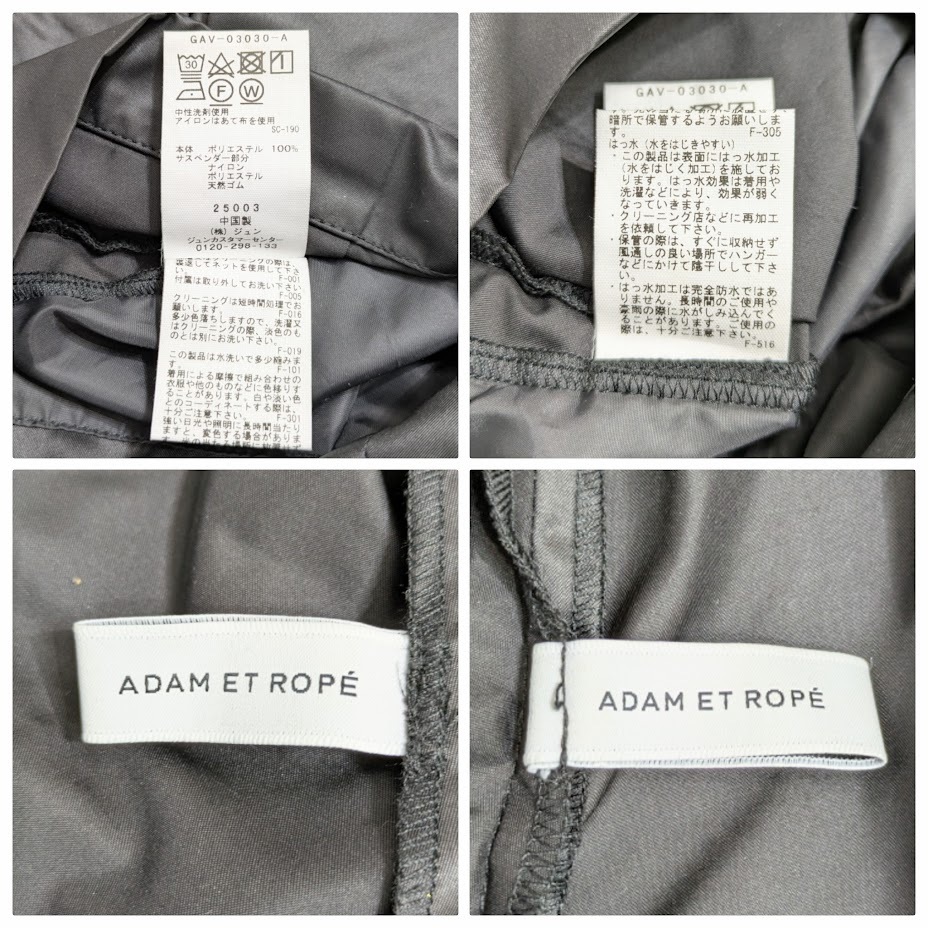 GAV-03030-A
30
F W
中性洗剤使用
アイロンはあて布を使用
SC-190
本体 ポリエステル 100%
サスペンダー部分
ナイロン
ポリエステル
天然ゴム
25003
中国製
(株) ジュン
ジュンカスタマーセンター
0120-298-133
い。 F-001
付属は取り外してお洗い下さい。
F-005
クリーニングは短時間処理でお
願いします。 F-016
多少色落ちしますので、洗濯又
はクリーニングの際、淡色のも
のとは別にお洗い下さい。
F-019
この製品は水洗いで多少縮みま
す。 F-101
着用による摩擦で組み合わせの
衣服や他のものなどに色移りす
ることがあります。白や淡い色
とのコーディネートする際は、
十分ご注意下さい。 F-301
強い日光や照明に長時間当たり
ますと、変色する場合がありま
GAV-03030-A
暗所で保管するようお願いしま
す。 F-305
はっ水 (水をはじきやすい)
・この製品は表面にはっ水加工
(水をはじく加工) を施してお
ります。はっ水効果は着用や
洗濯などにより、効果が弱く
なっていきます。
・クリーニング店などに再加工
を依頼して下さい。
・保管の際は、すぐに収納せず
風通しの良い場所でハンガー
などにかけて陰干しして下さ
い。
・はっ水加工は完全防水ではあ
りません。長時間のご使用や
豪雨の際に水がしみ込んでく
ることがあります。ご使用の
際は、十分ご注意下さい。
F-516
ADAM ET ROPÉ
ADAM ET ROPÉ